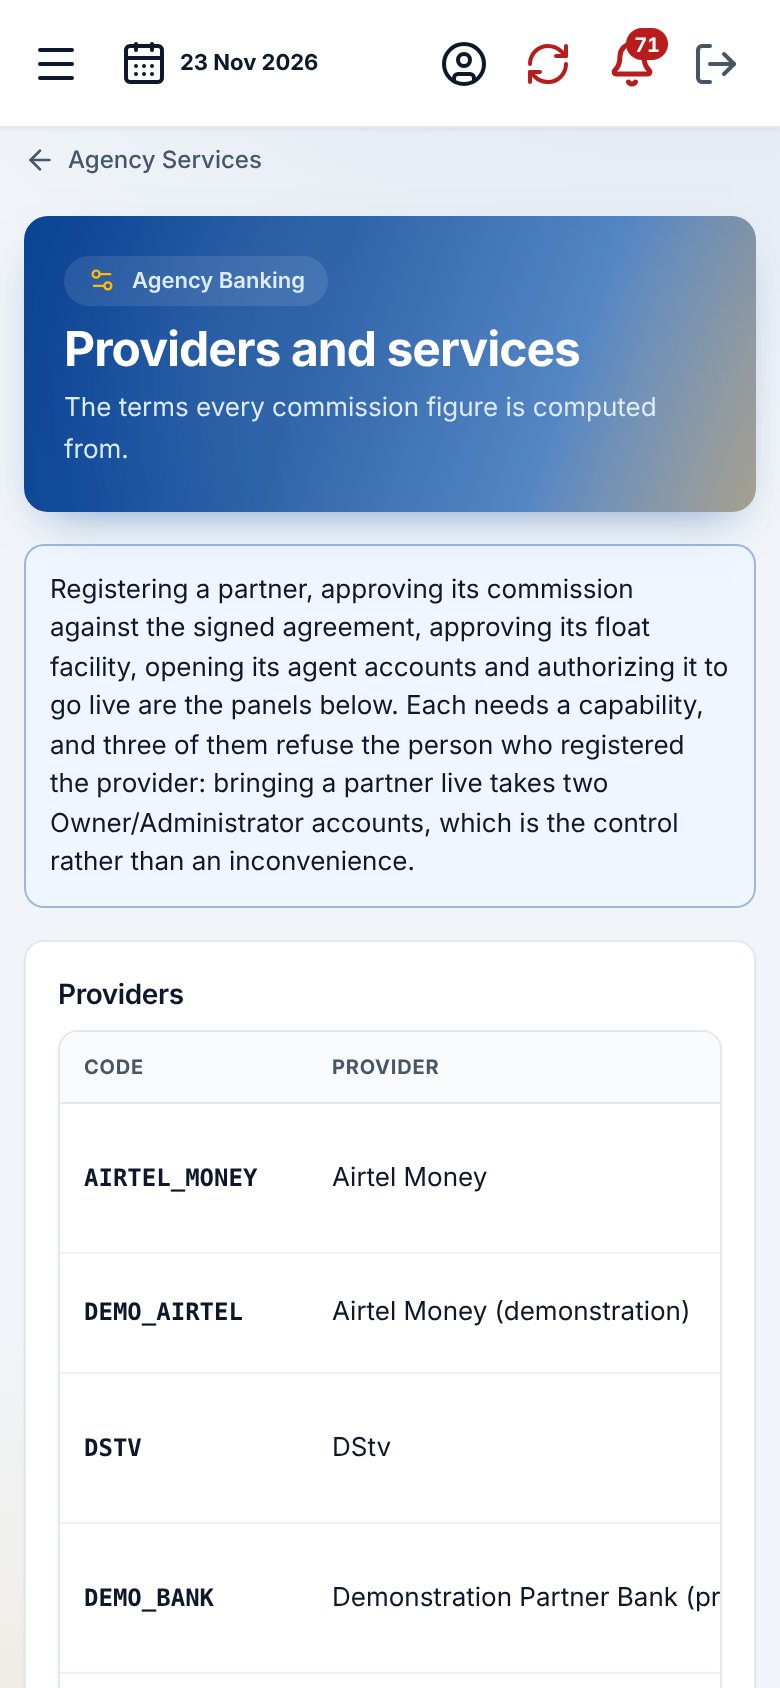 23 Nov 2026
71
Agency Services
Agency Banking
Providers and services
The terms every commission figure is computed
from.
Registering a partner, approving its commission
against the signed agreement, approving its float
facility, opening its agent accounts and authorizing it to
go live are the panels below. Each needs a capability,
and three of them refuse the person who registered
the provider: bringing a partner live takes two
Owner/Administrator accounts, which is the control
rather than an inconvenience.
Providers
CODE PROVIDER
AIRTEL_MONEY Airtel Money
DEMO_AIRTEL Airtel Money (demonstration)
DSTV DStv
DEMO_BANK Demonstration Partner Bank (pr